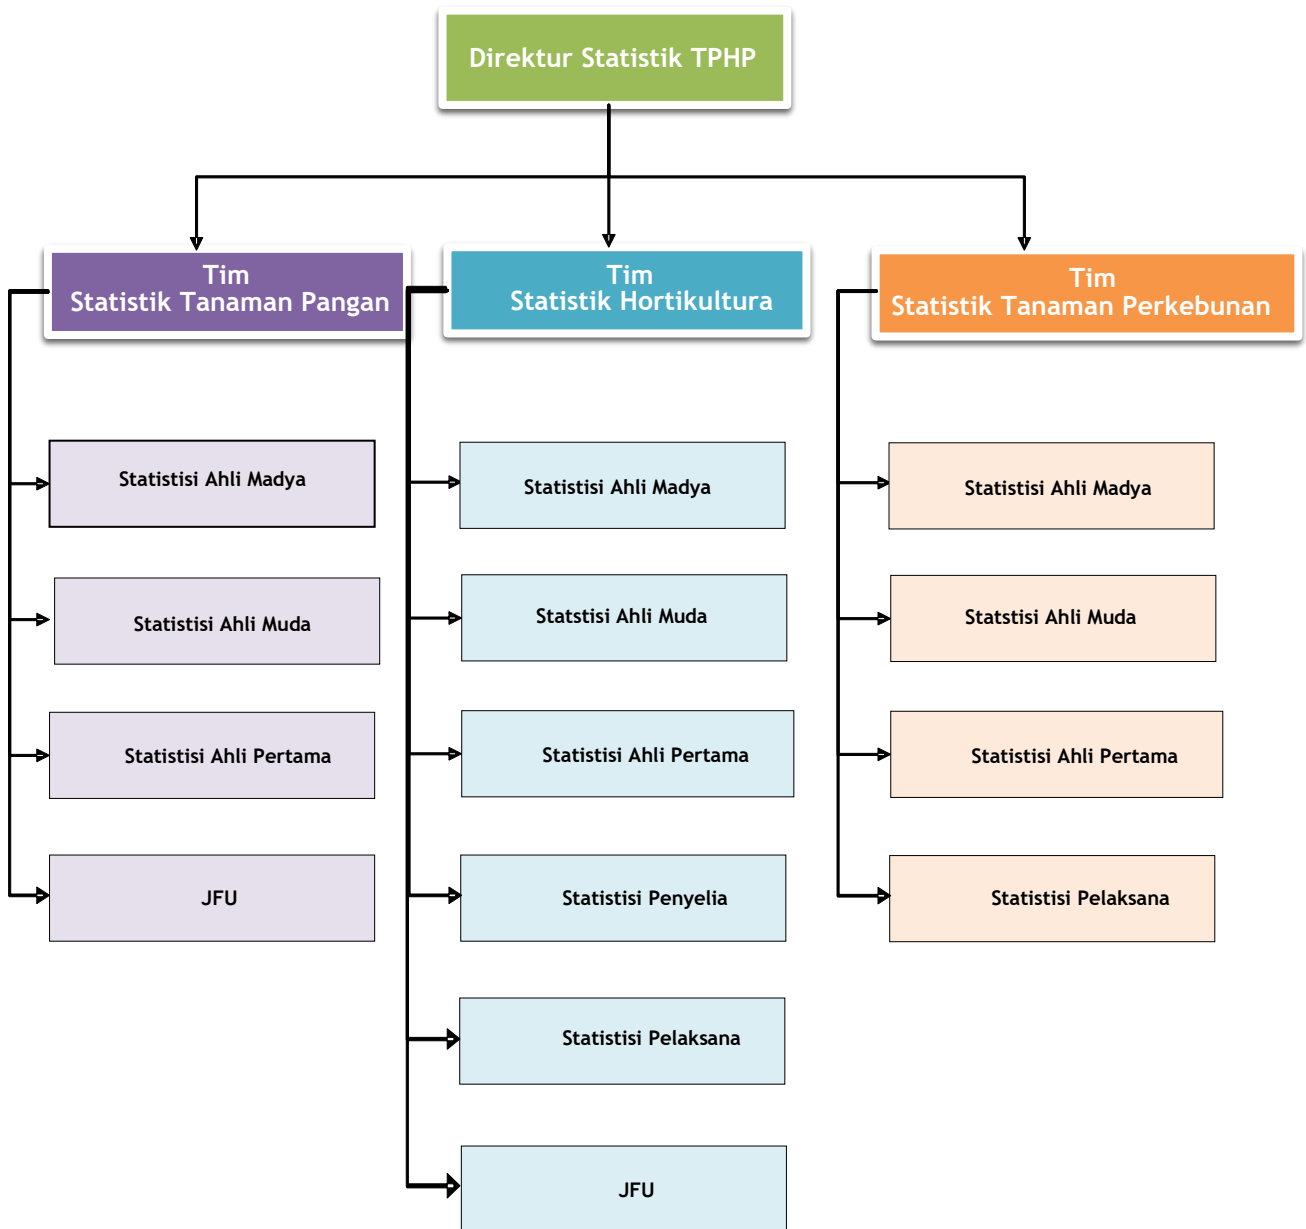 Direktur Statistik TPHP
Tim
Statistik Tanaman Pangan
Tim
Statistik Hortikultura
Tim
Statistik Tanaman Perkebunan
Statistisi Ahli Madya
Statistisi Ahli Muda
Statistisi Ahli Pertama
JFU
Statistisi Ahli Madya
Statstisi Ahli Muda
Statistisi Ahli Pertama
Statistisi Penyelia
Statistisi Pelaksana
JFU
Statistisi Ahli Madya
Statstisi Ahli Muda
Statistisi Ahli Pertama
Statistisi Pelaksana